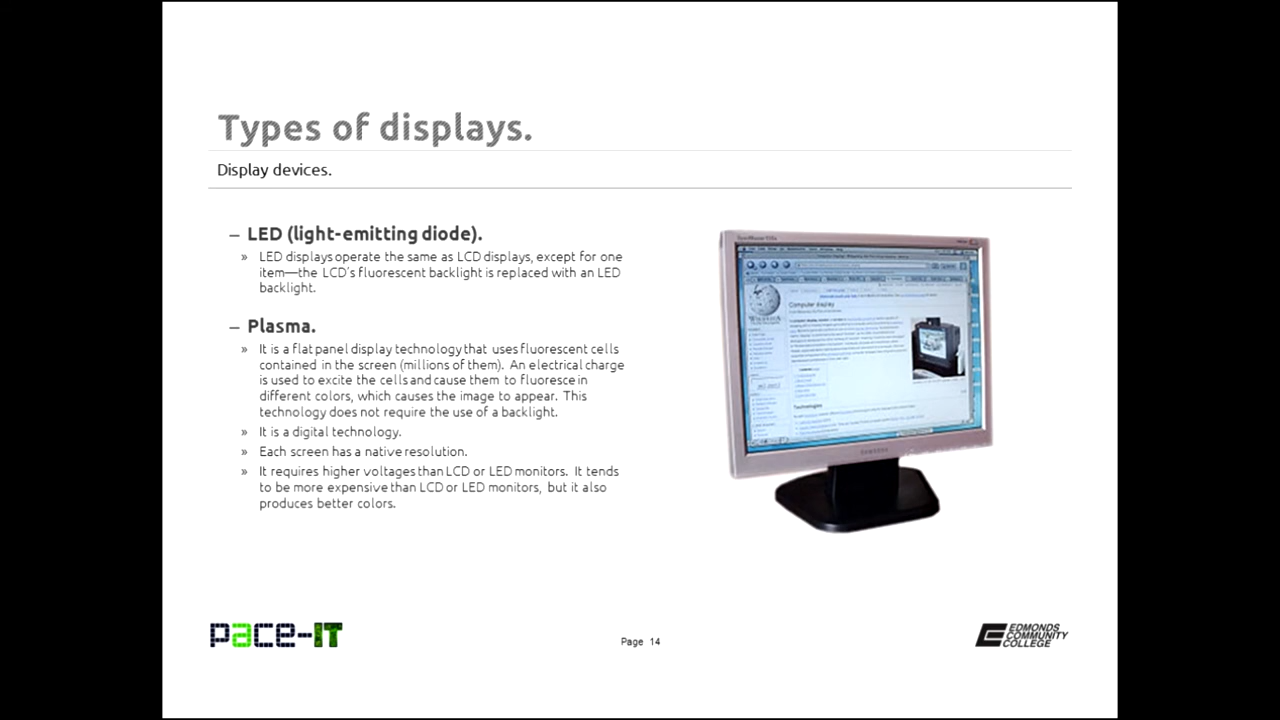 Types of displays.
Display devices.
– LED (light-emitting diode).
» LED displays operate the same as LCD displays, except for one
item—the LCD's fluorescent backlight is replaced with an LED
backlight.
– Plasma.
» It is a flat panel display technology that uses fluorescent cells
contained in the screen (millions of them). An electrical charge
is used to excite the cells and cause them to fluoresce in
different colors, which causes the image to appear. This
technology does not require the use of a backlight.
» It is a digital technology.
» Each screen has a native resolution.
» It requires higher voltages than LCD or LED monitors. It tends
to be more expensive than LCD or LED monitors, but it also
produces better colors.
WIKIPEDIA
Computer display
Technologies
SAMSUNG
pace-IT
Page 14
EDMONDS
COMMUNITY
COLLEGE